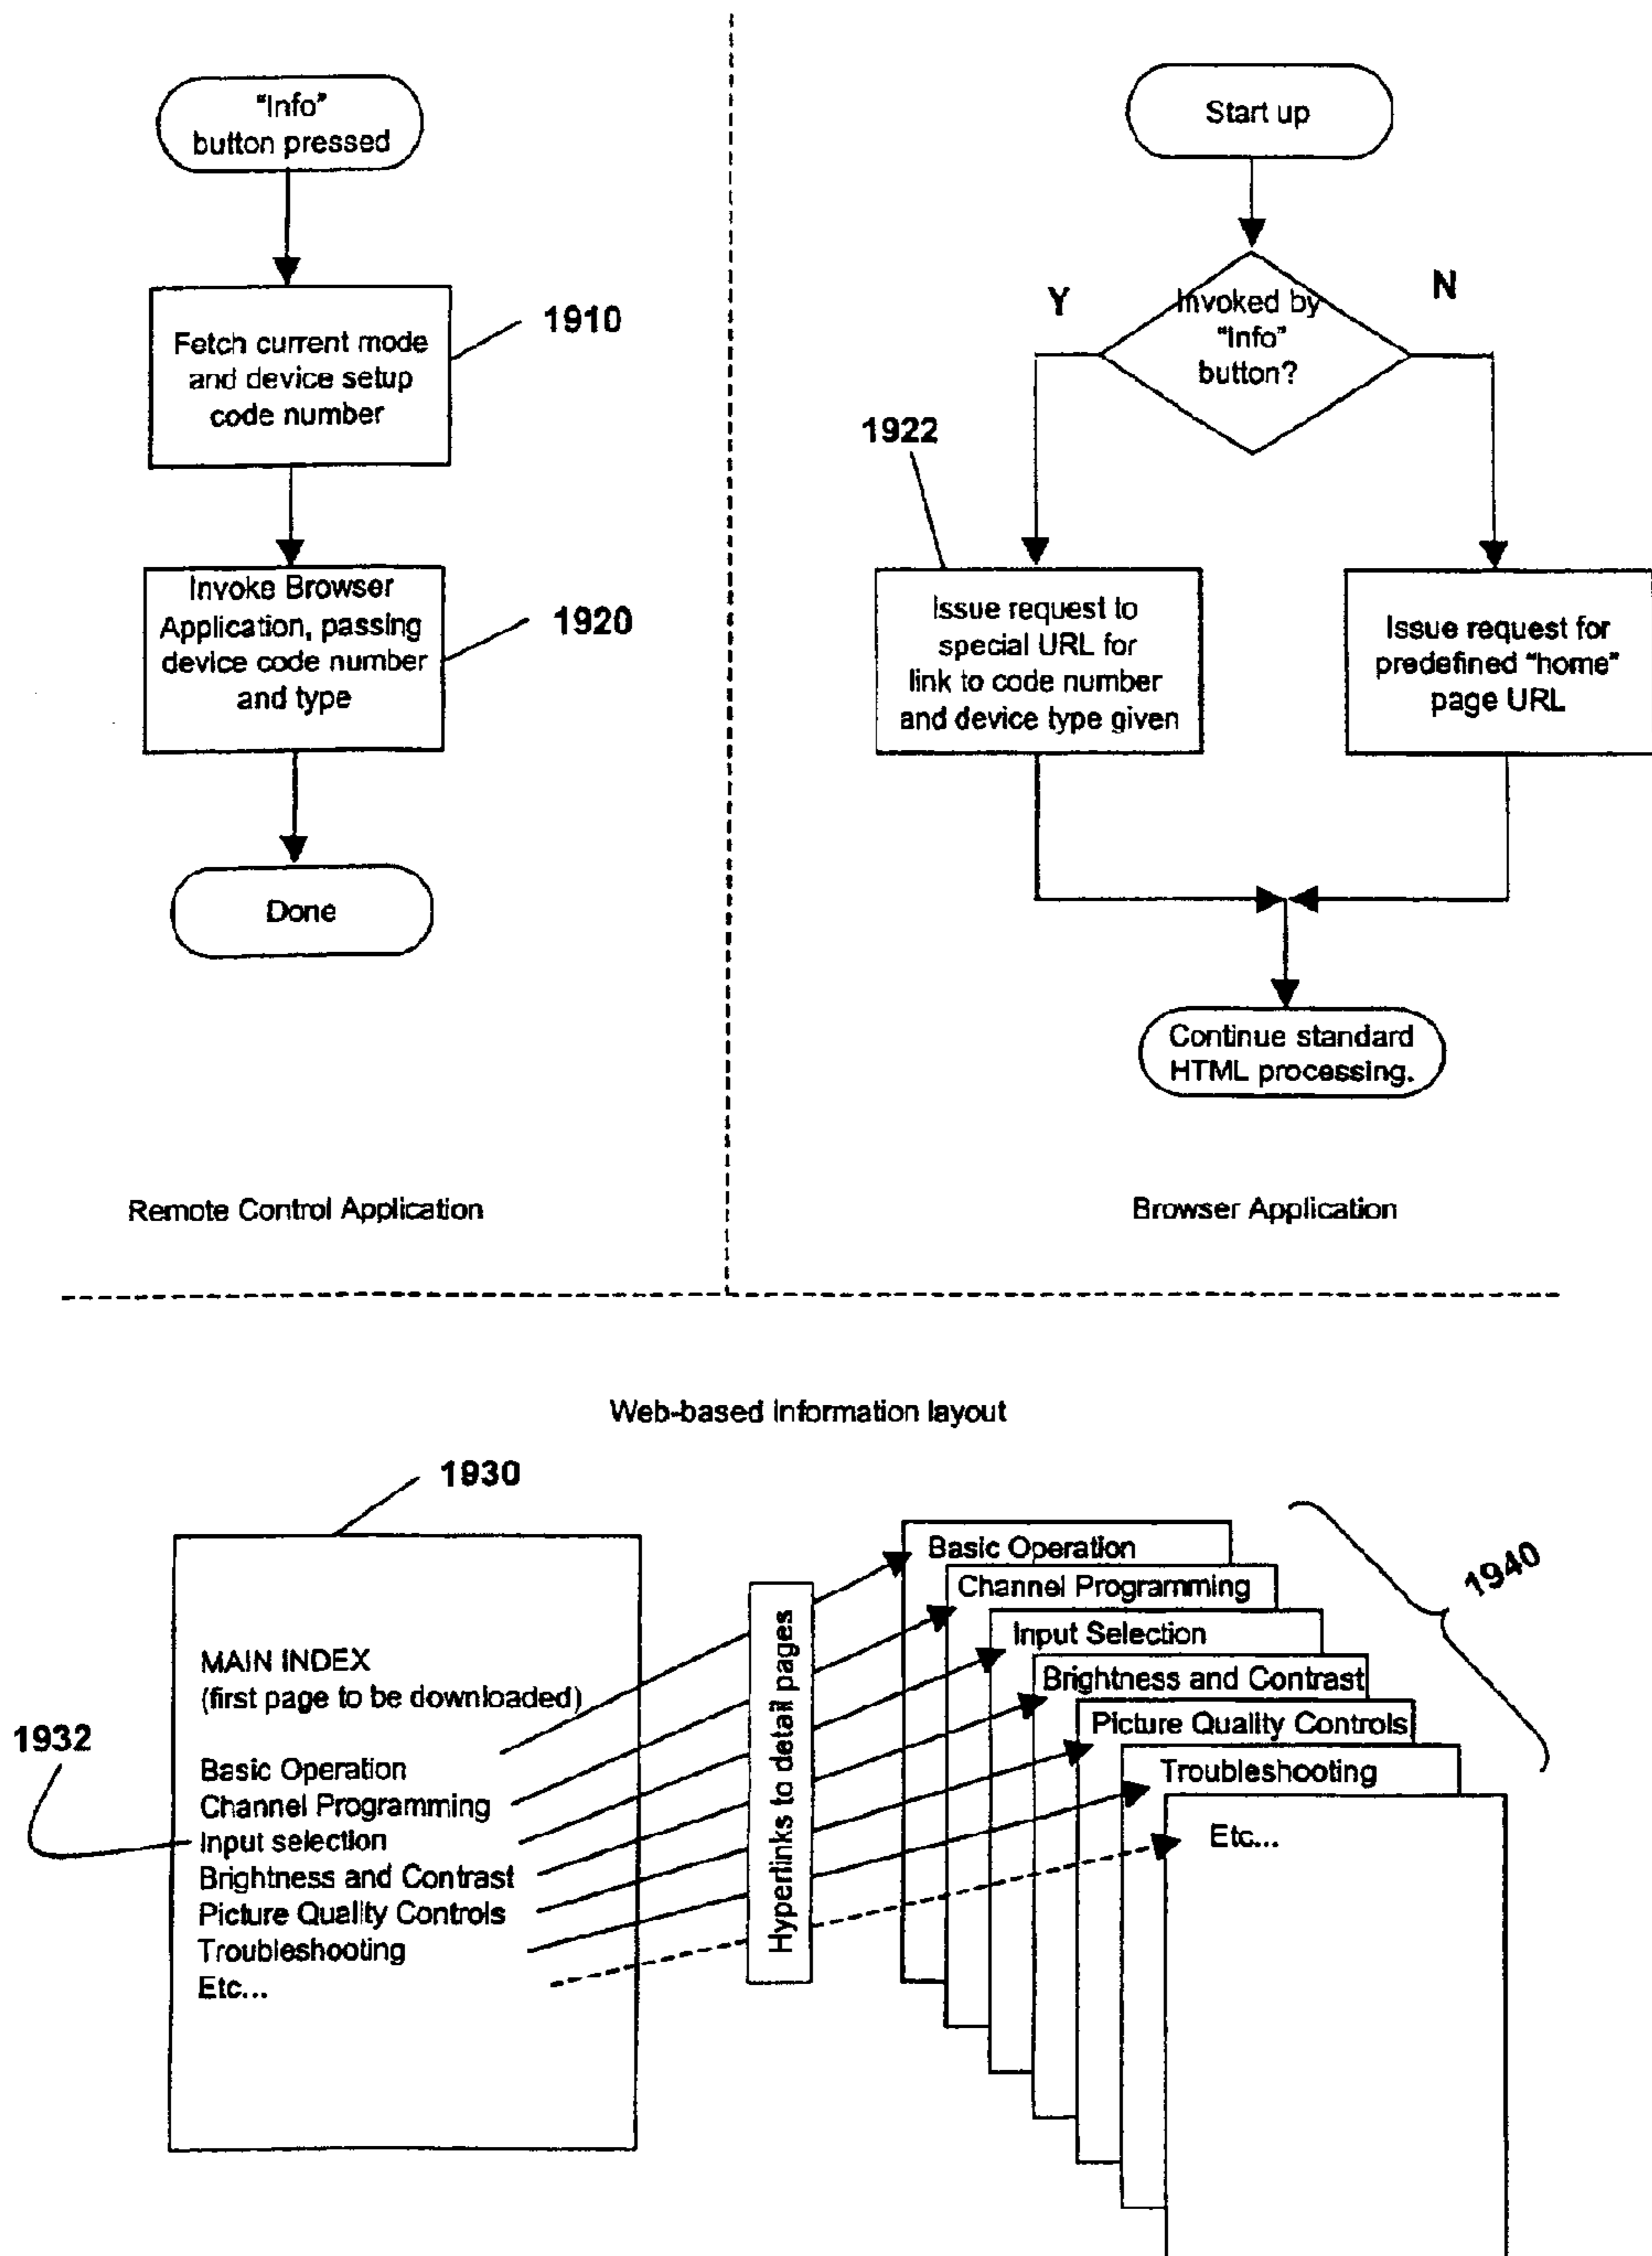 "Info"
button pressed
Fetch current mode
and device setup
code number
1910
Invoke Browser
Application, passing
device code number
and type
1920
Done
Remote Control Application
Start up
Invoked by
"Info"
button?
Y
N
1922
Issue request to
special URL for
link to code number
and device type given
Issue request for
predefined "home"
page URL
Continue standard
HTML processing.
Browser Application
Web-based information layout
1930
MAIN INDEX
(first page to be downloaded)
1932
Basic Operation
Channel Programming
Input selection
Brightness and Contrast
Picture Quality Controls
Troubleshooting
Etc...
Hyperlinks to detail pages
Basic Operation
Channel Programming
Input Selection
Brightness and Contrast
Picture Quality Controls
Troubleshooting
Etc...
1940